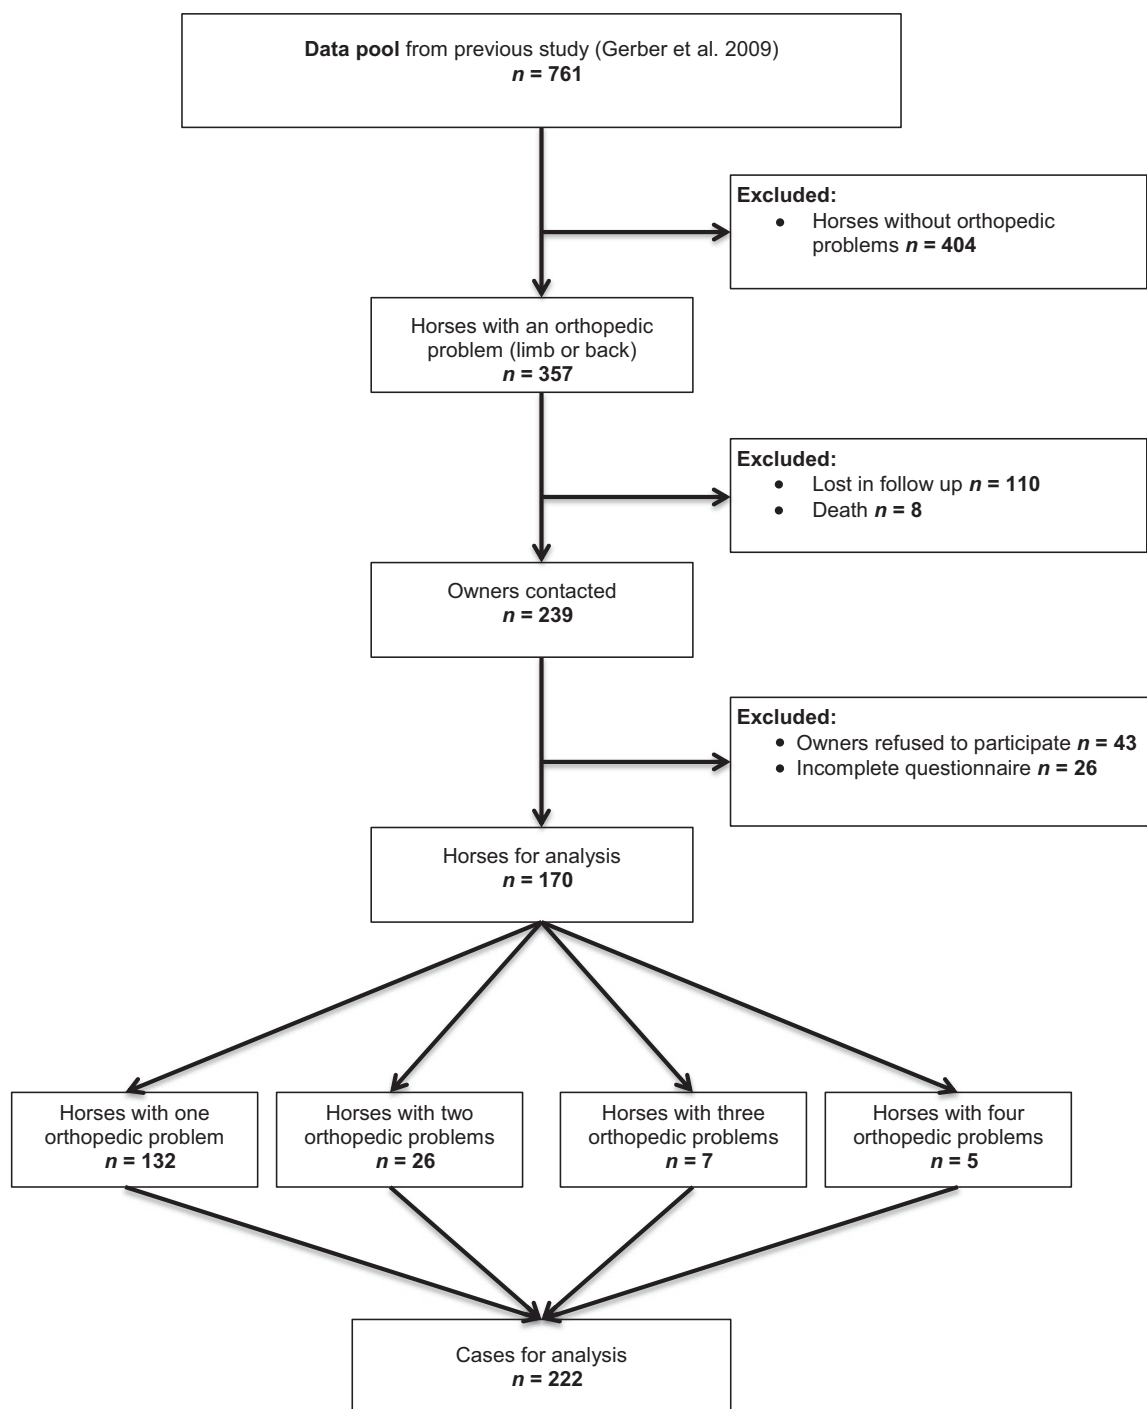 Data pool from previous study (Gerber et al. 2009)
n = 761
Excluded:
• Horses without orthopedic
problems n = 404
Horses with an orthopedic
problem (limb or back)
n = 357
Excluded:
• Lost in follow up n = 110
• Death n = 8
Owners contacted
n = 239
Excluded:
• Owners refused to participate n = 43
• Incomplete questionnaire n = 26
Horses for analysis
n = 170
Horses with one
orthopedic problem
n = 132
Horses with two
orthopedic problems
n = 26
Horses with three
orthopedic problems
n = 7
Horses with four
orthopedic problems
n = 5
Cases for analysis
n = 222